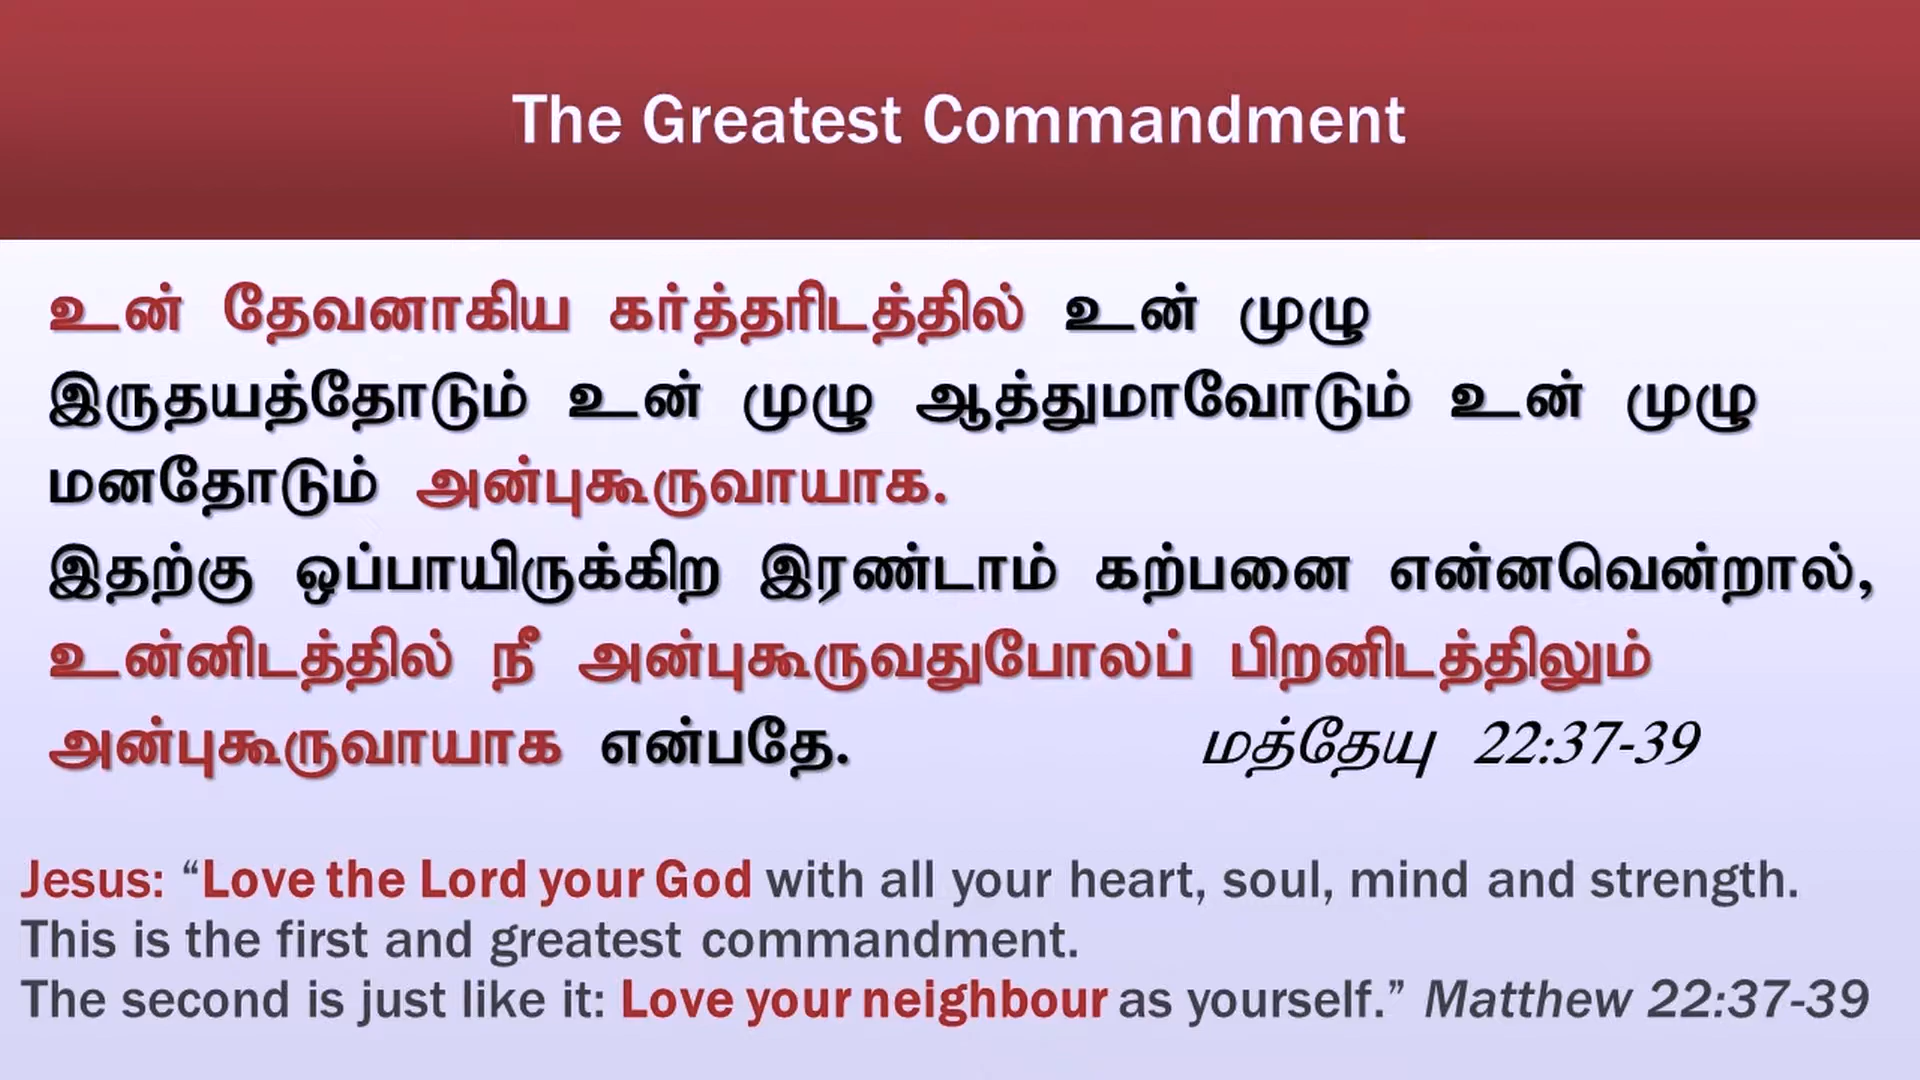 The Greatest Commandment
உன் தேவனாகிய கர்த்தரிடத்தில் உன் முழு
இருதயத்தோடும் உன் முழு ஆத்துமாவோடும் உன் முழு
மனதோடும் அன்புகூருவாயாக.
இதற்கு ஒப்பாயிருக்கிற இரண்டாம் கற்பனை என்னவென்றால்,
உன்னிடத்தில் நீ அன்புகூருவதுபோலப் பிறனிடத்திலும்
அன்புகூருவாயாக என்பதே. மத்தேயு 22:37-39
Jesus: “Love the Lord your God with all your heart, soul, mind and strength.
This is the first and greatest commandment.
The second is just like it: Love your neighbour as yourself.” Matthew 22:37-39